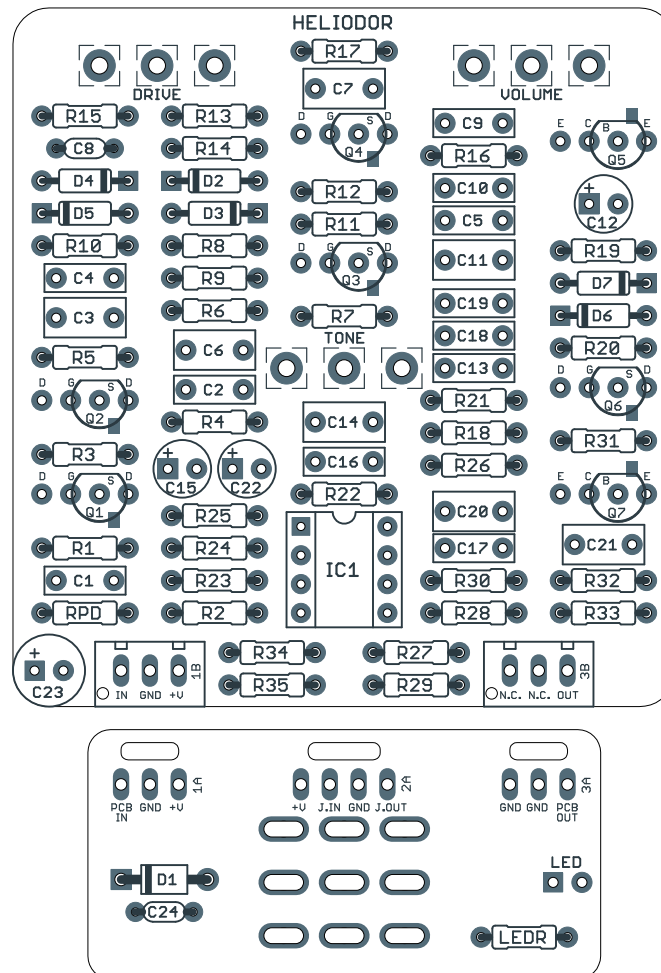 HELIODOR
R17
DRIVE
C7
VOLUME
R15 R13
D G S D
Q4
C9
E C B E
Q5
C8 R14
R16
D4 D2
R12
C10
+
C12
D5 D3
R11
C5
R10 R8
D G S D
Q3
C11
R19
C4 R9
D7
C3 R6
R7
C19
D6
TONE
C18
R20
R5 C6
C13
D G S D
Q2
C2
R21
D G S D
Q6
R4
C14
R18
R31
R3
+
C15
+
C22
C16
R26
D G S D
Q1
R22
E C B E
Q7
R25
C20
R1 R24
IC1
C17
C21
C1 R23
R30 R32
RPD R2
R28 R33
+
C23
IN GND +V
1B
R34 R27
R35 R29
N.C. N.C. OUT
3B
PCB IN GND +V
1A
+V J.IN GND J.OUT
2A
GND GND PCB OUT
3A
D1
LED
C24
LEDR